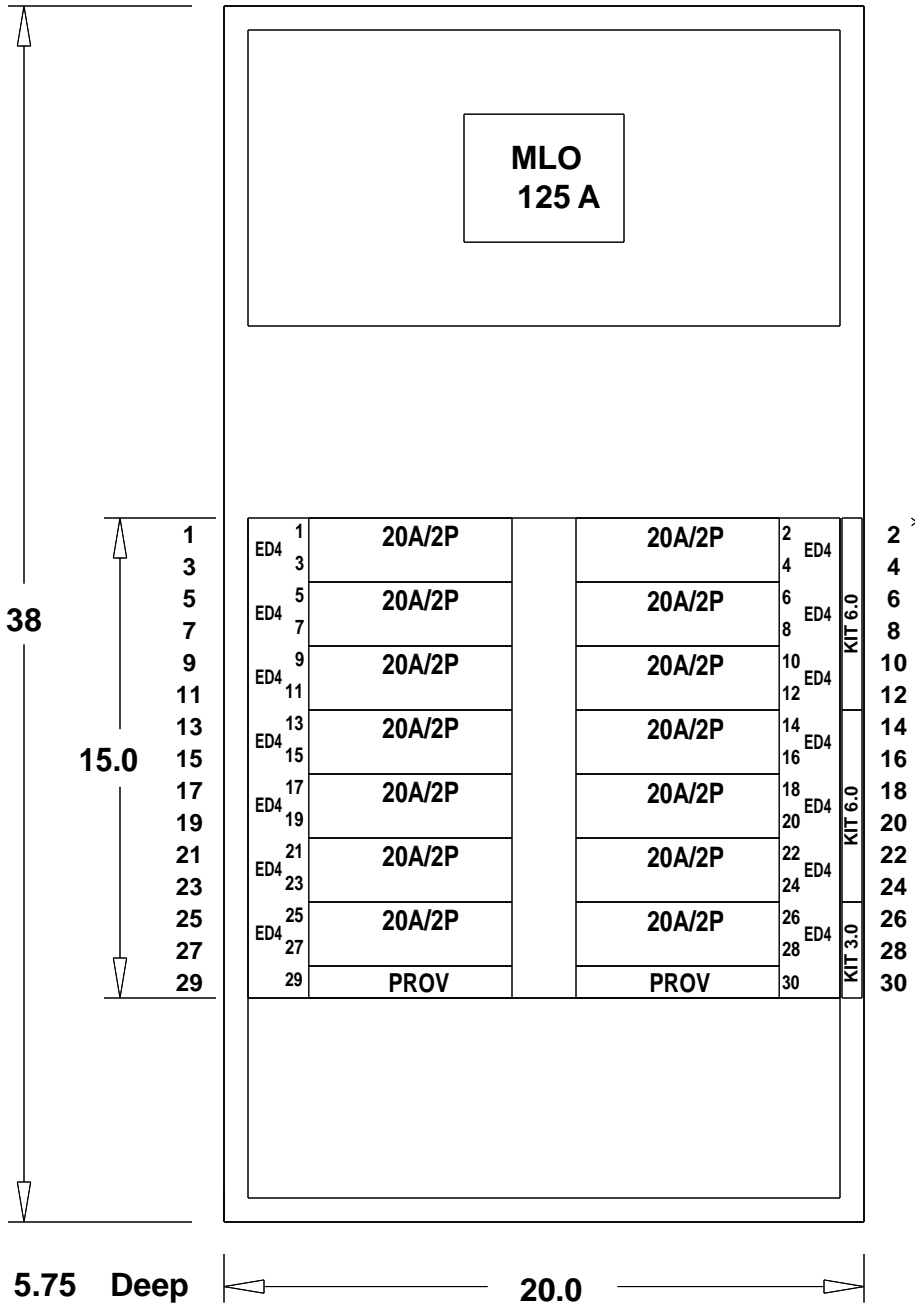 MLO
125 A
1 ED4 1 20A/2P 20A/2P 2 ED4 2
3 3 4 4
5 ED4 5 20A/2P 20A/2P 6 ED4 6
7 7 8 8
KIT 6.0
9 ED4 9 20A/2P 20A/2P 10 ED4 10
11 11 12 12
13 ED4 13 20A/2P 20A/2P 14 ED4 14
15 15 16 16
17 ED4 17 20A/2P 20A/2P 18 ED4 18
19 19 20 20
KIT 6.0
21 ED4 21 20A/2P 20A/2P 22 ED4 22
23 23 24 24
25 ED4 25 20A/2P 20A/2P 26 ED4 26
27 27 28 28
KIT 3.0
29 29 PROV PROV 30 30
38
15.0
5.75 Deep
20.0